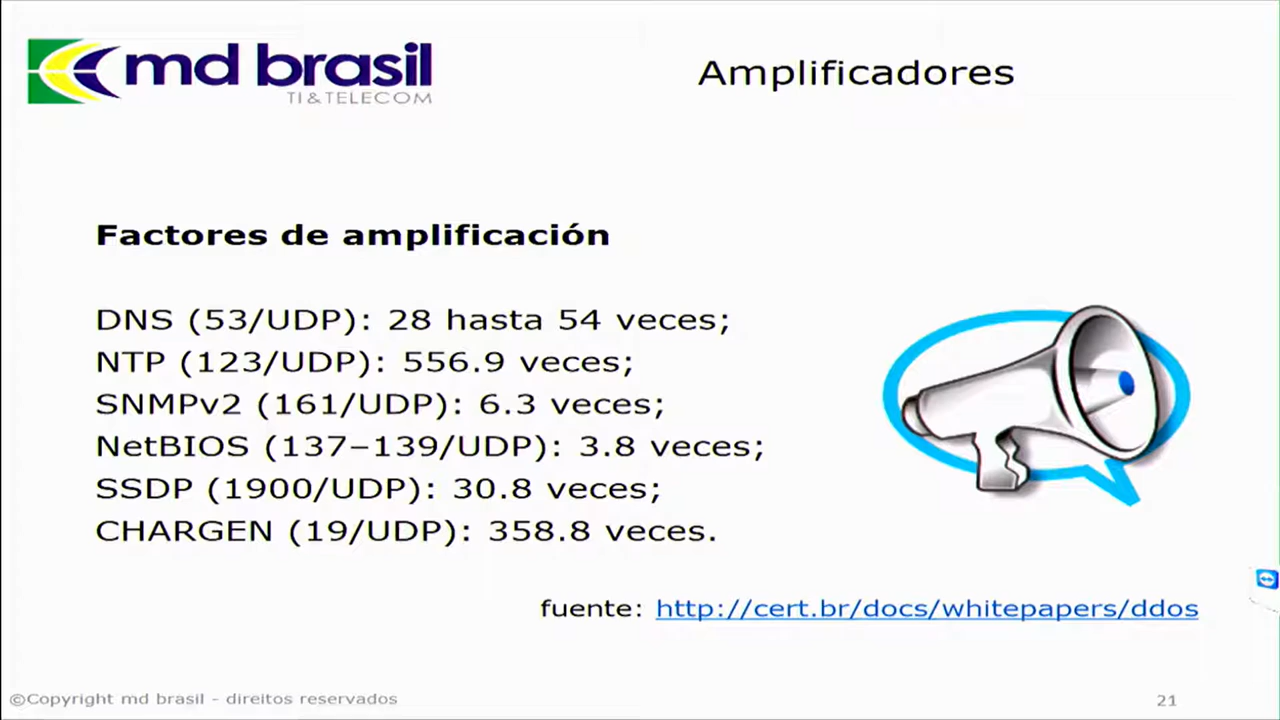 md brasil
TI & TELECOM
Amplificadores
Factores de amplificación
DNS (53/UDP): 28 hasta 54 veces;
NTP (123/UDP): 556.9 veces;
SNMPv2 (161/UDP): 6.3 veces;
NetBIOS (137–139/UDP): 3.8 veces;
SSDP (1900/UDP): 30.8 veces;
CHARGEN (19/UDP): 358.8 veces.
fuente: http://cert.br/docs/whitepapers/ddos
©Copyright md brasil - direitos reservados
21